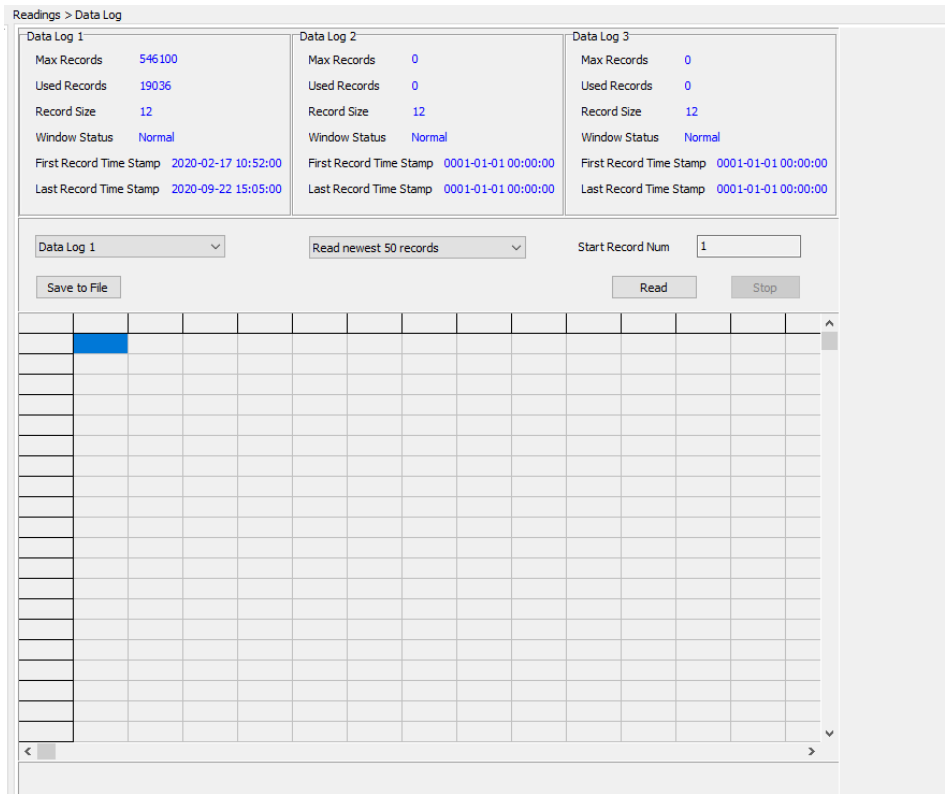 Readings > Data Log
Data Log 1
Max Records 546100
Used Records 19036
Record Size 12
Window Status Normal
First Record Time Stamp 2020-02-17 10:52:00
Last Record Time Stamp 2020-09-22 15:05:00
Data Log 2
Max Records 0
Used Records 0
Record Size 12
Window Status Normal
First Record Time Stamp 0001-01-01 00:00:00
Last Record Time Stamp 0001-01-01 00:00:00
Data Log 3
Max Records 0
Used Records 0
Record Size 12
Window Status Normal
First Record Time Stamp 0001-01-01 00:00:00
Last Record Time Stamp 0001-01-01 00:00:00
Data Log 1
Read newest 50 records
Start Record Num 1
Save to File
Read
Stop